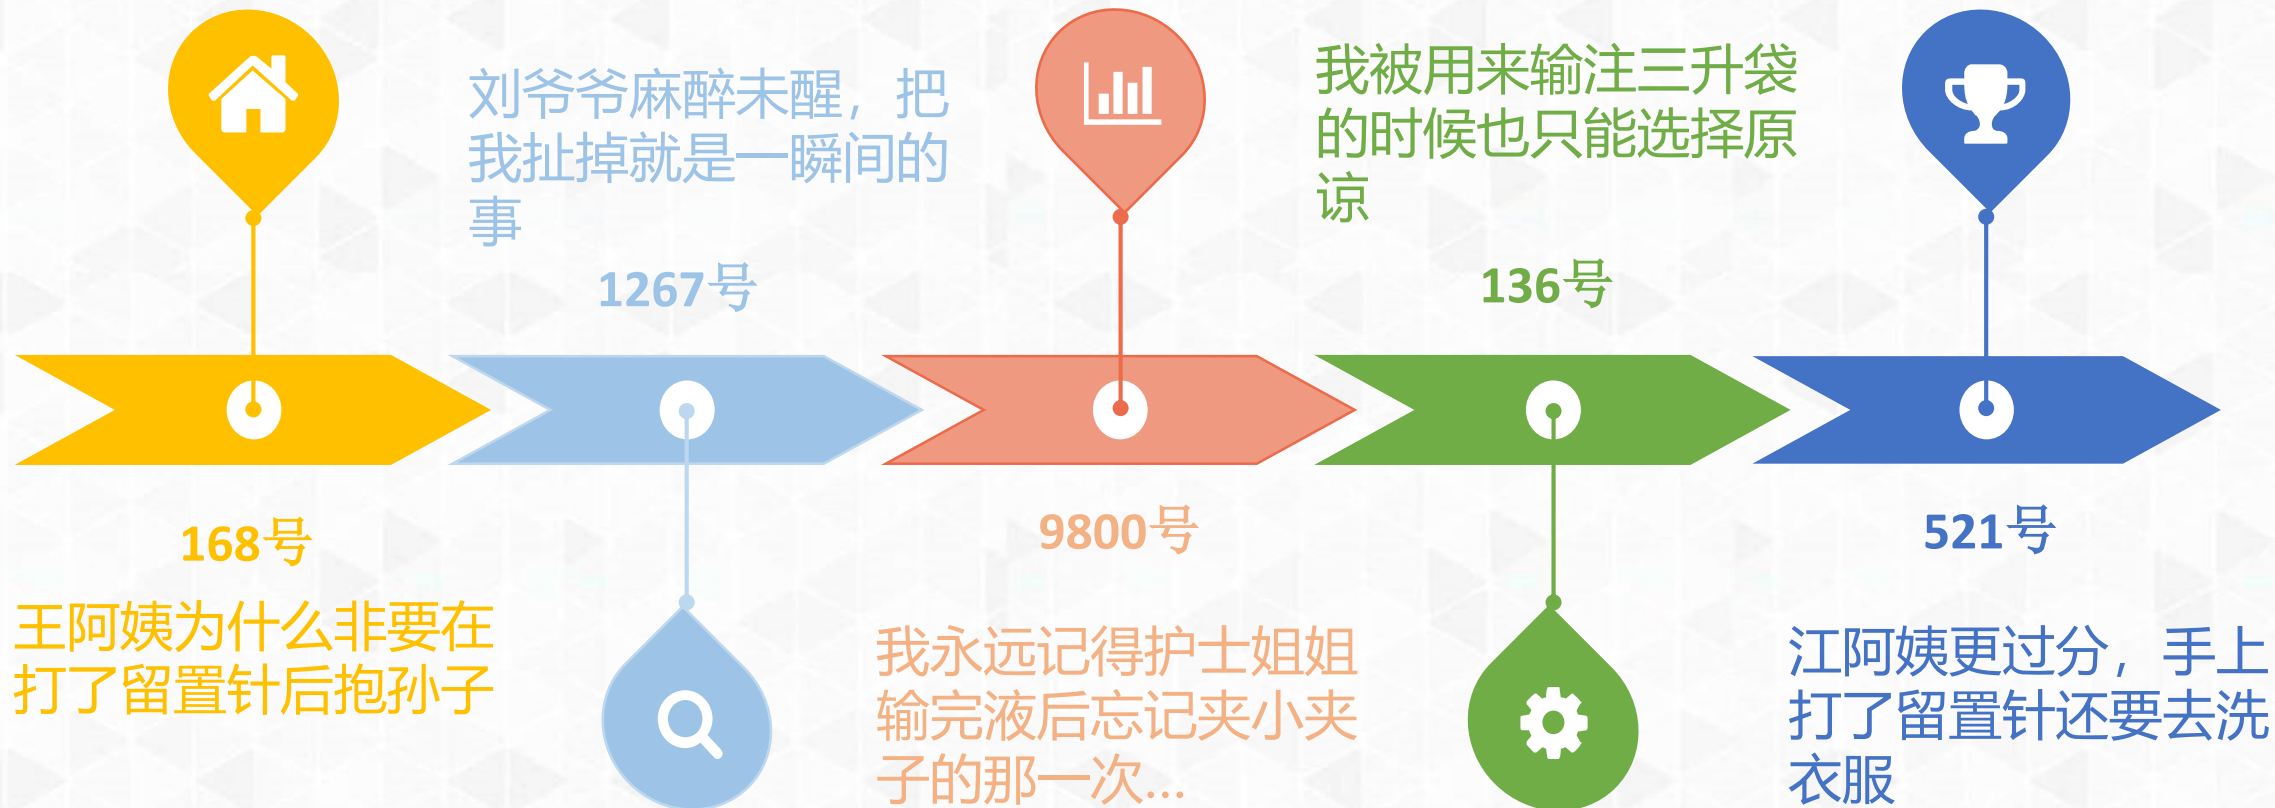 168号
王阿姨为什么非要在
打了留置针后抱孙子
刘爷爷麻醉未醒，把
我扯掉就是一瞬间的
事
1267号
9800号
我永远记得护士姐姐
输完液后忘记夹小夹
子的那一次...
我被用来输注三升袋
的时候也只能选择原
谅
136号
521号
江阿姨更过分，手上
打了留置针还要去洗
衣服